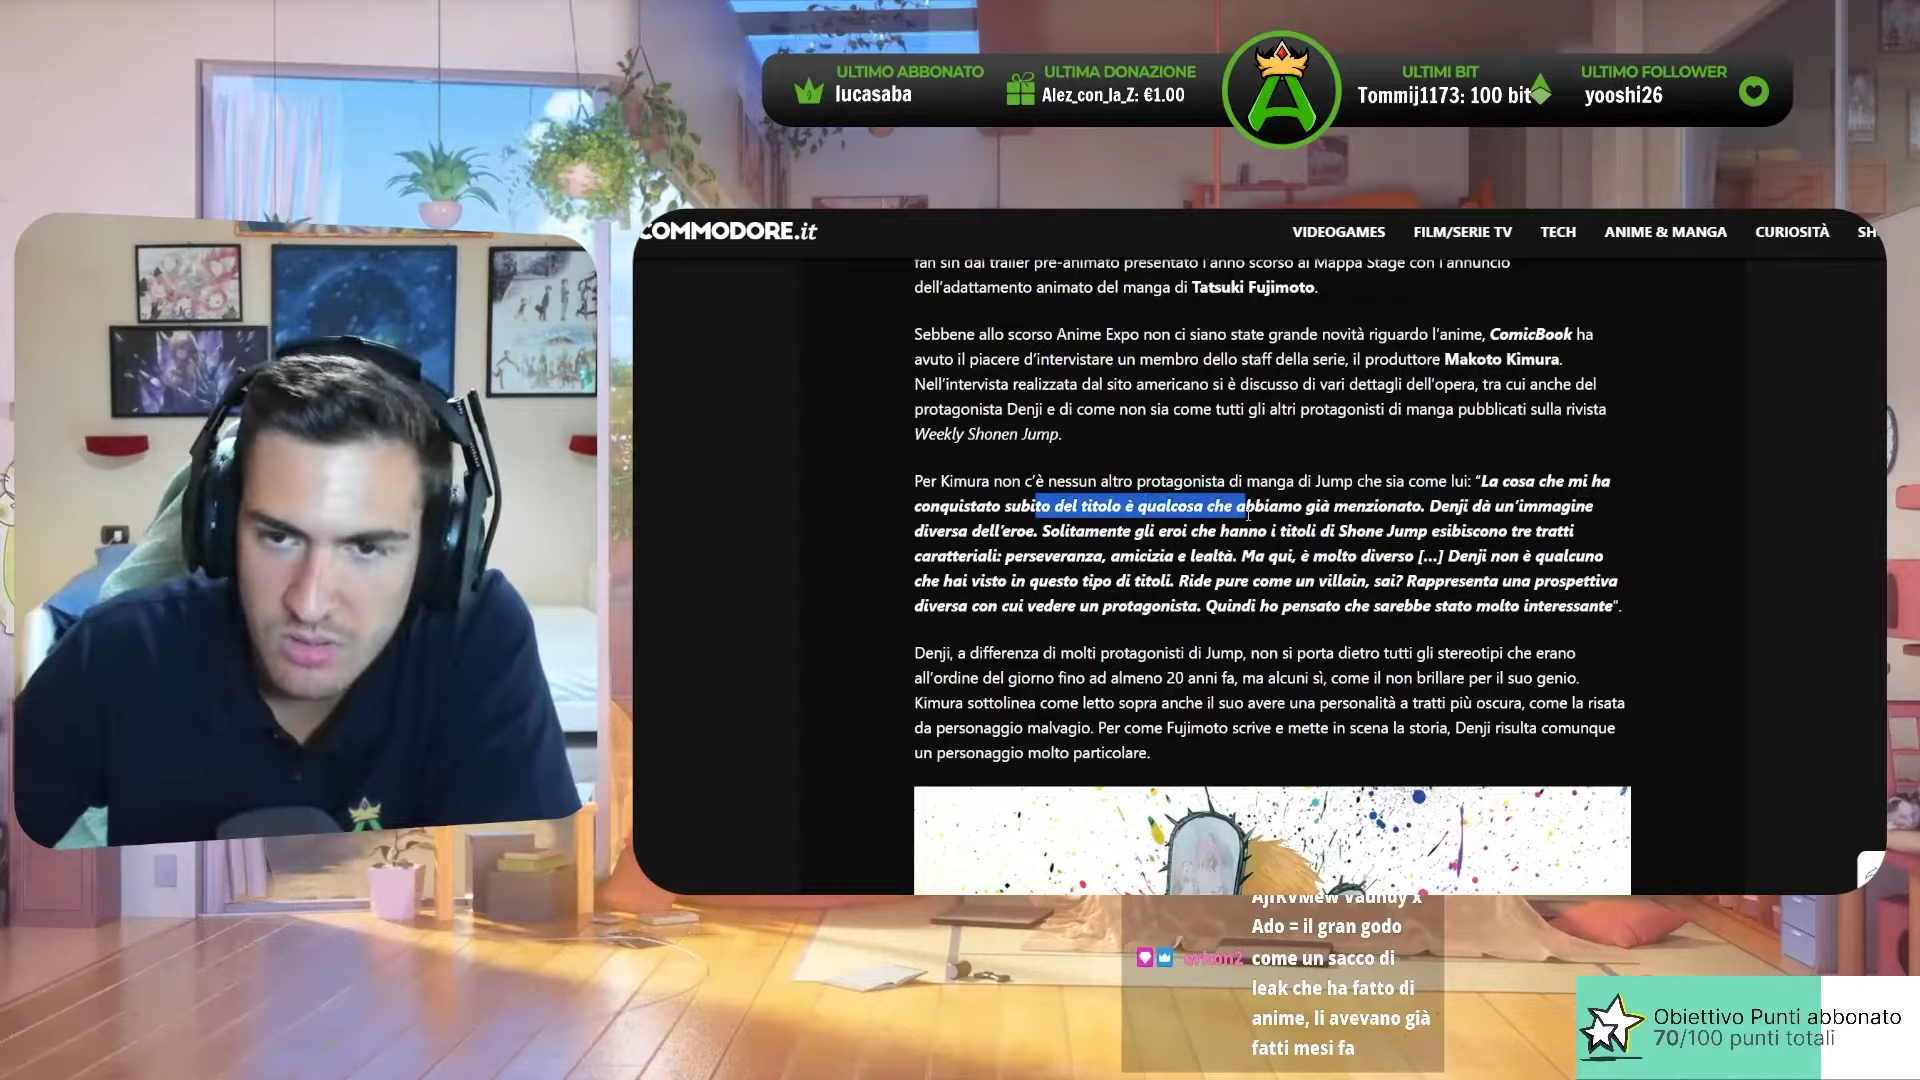 ULTIMO ABBONATO
lucasaba
ULTIMA DONAZIONE
Alez_con_la_Z: €1.00
ULTIMI BIT
Tommij1173: 100 bit
ULTIMO FOLLOWER
yooshi26
COMMODORE.it
VIDEOGAMES FILM/SERIE TV TECH ANIME & MANGA CURIOSITÀ SH
fan sin dal trailer pre-animato presentato l'anno scorso al Mappa Stage con l'annuncio
dell'adattamento animato del manga di Tatsuki Fujimoto.
Sebbene allo scorso Anime Expo non ci siano state grande novità riguardo l'anime, ComicBook ha
avuto il piacere d'intervistare un membro dello staff della serie, il produttore Makoto Kimura.
Nell'intervista realizzata dal sito americano si è discusso di vari dettagli dell'opera, tra cui anche del
protagonista Denji e di come non sia come tutti gli altri protagonisti di manga pubblicati sulla rivista
Weekly Shonen Jump.
Per Kimura non c'è nessun altro protagonista di manga di Jump che sia come lui: “La cosa che mi ha
conquistato subito del titolo è qualcosa che abbiamo già menzionato. Denji dà un'immagine
diversa dell'eroe. Solitamente gli eroi che hanno i titoli di Shone Jump esibiscono tre tratti
caratteriali: perseveranza, amicizia e lealtà. Ma qui, è molto diverso […] Denji non è qualcuno
che hai visto in questo tipo di titoli. Ride pure come un villain, sai? Rappresenta una prospettiva
diversa con cui vedere un protagonista. Quindi ho pensato che sarebbe stato molto interessante”.
Denji, a differenza di molti protagonisti di Jump, non si porta dietro tutti gli stereotipi che erano
all'ordine del giorno fino ad almeno 20 anni fa, ma alcuni sì, come il non brillare per il suo genio.
Kimura sottolinea come letto sopra anche il suo avere una personalità a tratti più oscura, come la risata
da personaggio malvagio. Per come Fujimoto scrive e mette in scena la storia, Denji risulta comunque
un personaggio molto particolare.
Vaundy x
Ado = il gran godo
come un sacco di
leak che ha fatto di
anime, li avevano già
fatti mesi fa
Obiettivo Punti abbonato
70/100 punti totali